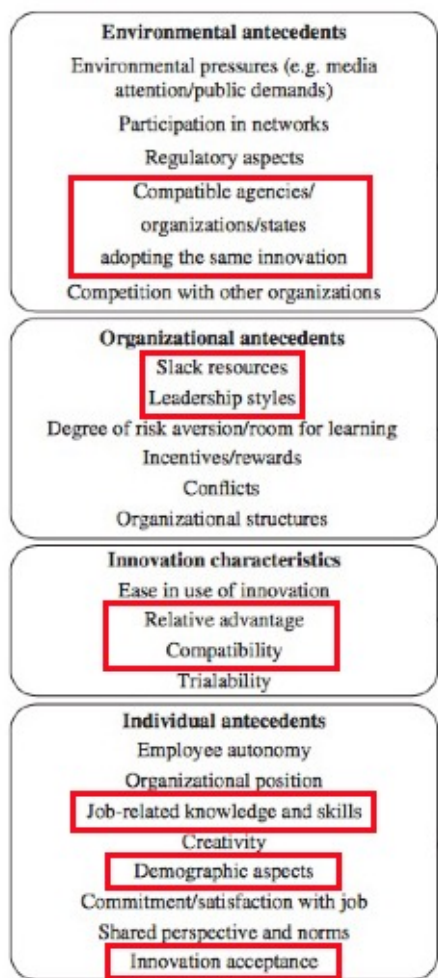 Environmental antecedents
Environmental pressures (e.g. media
attention/public demands)
Participation in networks
Regulatory aspects
Compatible agencies/
organizations/states
adopting the same innovation
Competition with other organizations
Organizational antecedents
Slack resources
Leadership styles
Degree of risk aversion/room for learning
Incentives/rewards
Conflicts
Organizational structures
Innovation characteristics
Ease in use of innovation
Relative advantage
Compatibility
Trialability
Individual antecedents
Employee autonomy
Organizational position
Job-related knowledge and skills
Creativity
Demographic aspects
Commitment/satisfaction with job
Shared perspective and norms
Innovation acceptance